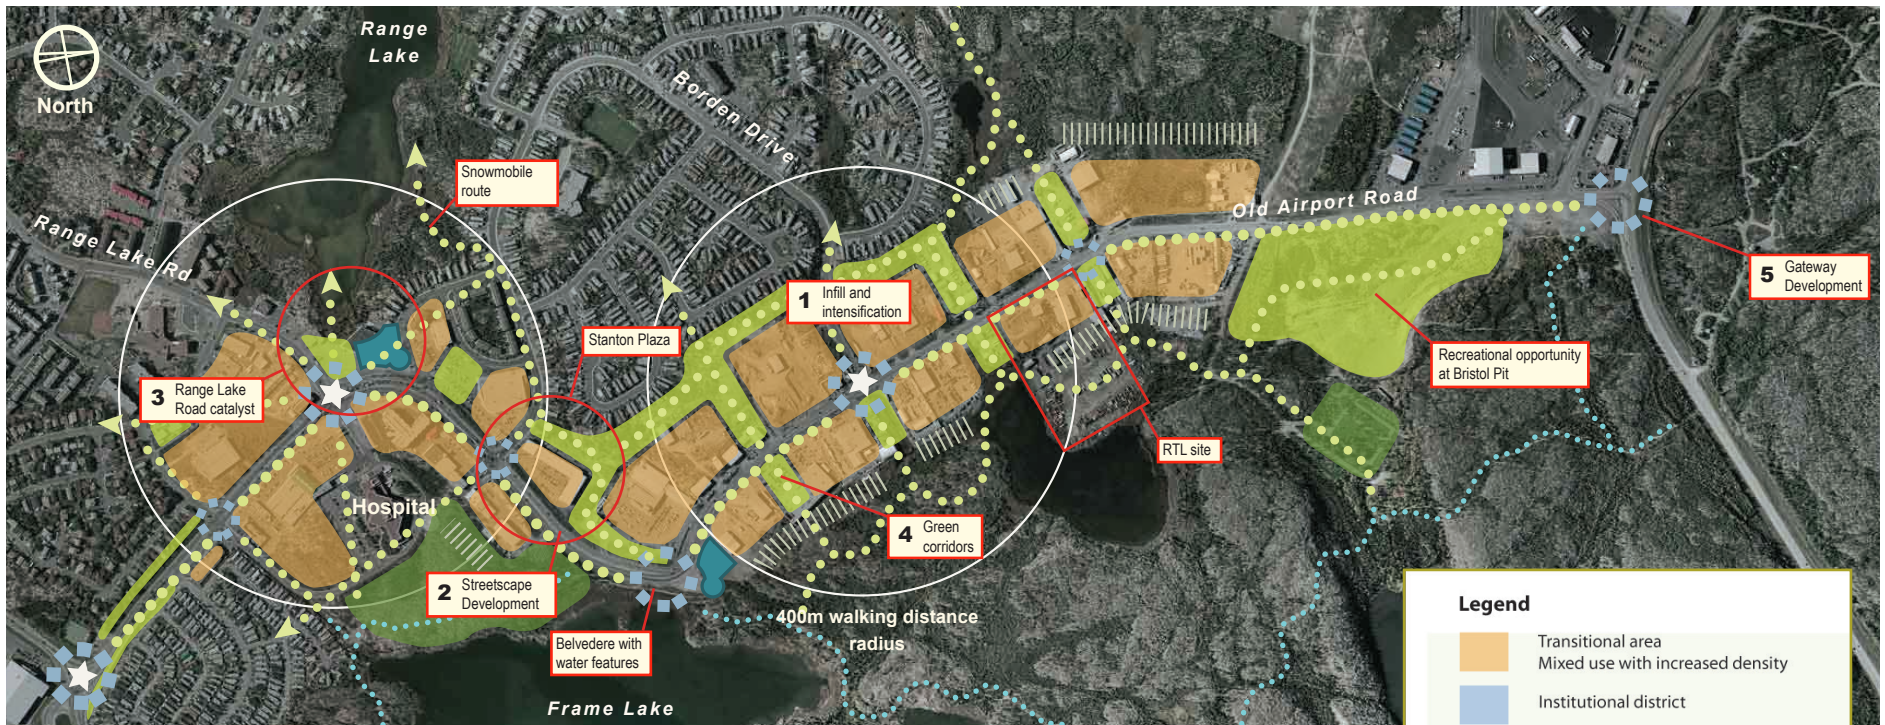 North
Range
Lake
Borden Drive
Snowmobile
route
Range Lake Rd
Old Airport Road
5 Gateway
Development
1 Infill and
intensification
Stanton Plaza
Recreational opportunity
at Bristol Pit
3 Range Lake
Road catalyst
RTL site
Hospital
4 Green
corridors
2 Streetscape
Development
400m walking distance
radius
Belvedere with
water features
Frame Lake
Legend
Transitional area
Mixed use with increased density
Institutional district